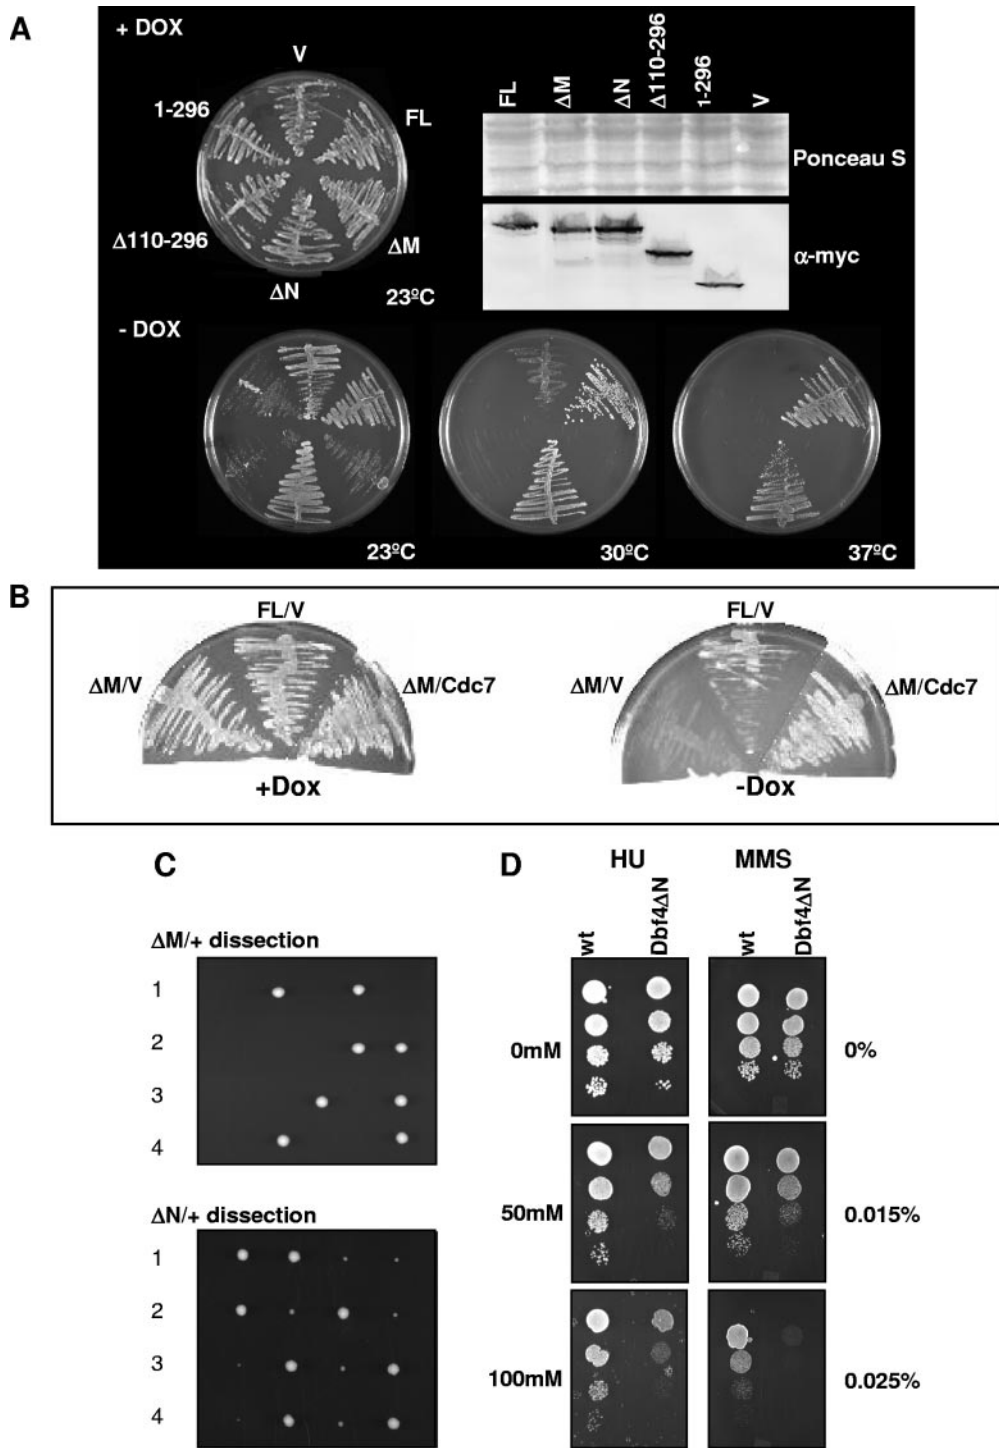 A
+ DOX
V
1-296
FL
Δ110-296
ΔM
ΔN
23ºC
FL
ΔM
ΔN
Δ110-296
1-296
V
Ponceau S
α-myc
- DOX
23ºC
30ºC
37ºC
B
FL/V
ΔM/V
ΔM/Cdc7
+Dox
FL/V
ΔM/V
ΔM/Cdc7
-Dox
C
ΔM/+ dissection
1
2
3
4
ΔN/+ dissection
1
2
3
4
D
HU
MMS
wt
Dbf4ΔN
wt
Dbf4ΔN
0mM
0%
50mM
0.015%
100mM
0.025%